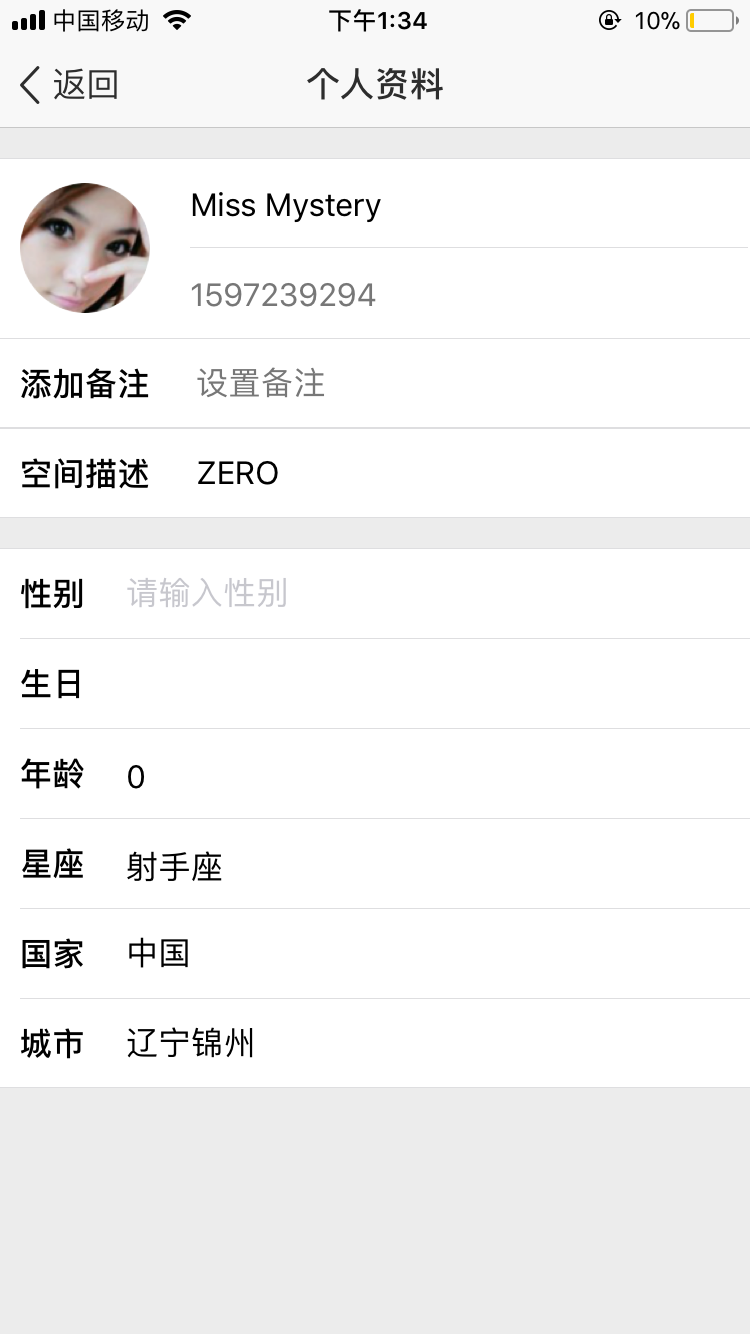 中国移动 下午1:34 10%
返回 个人资料
Miss Mystery
1597239294
添加备注 设置备注
空间描述 ZERO
性别 请输入性别
生日
年龄 0
星座 射手座
国家 中国
城市 辽宁锦州